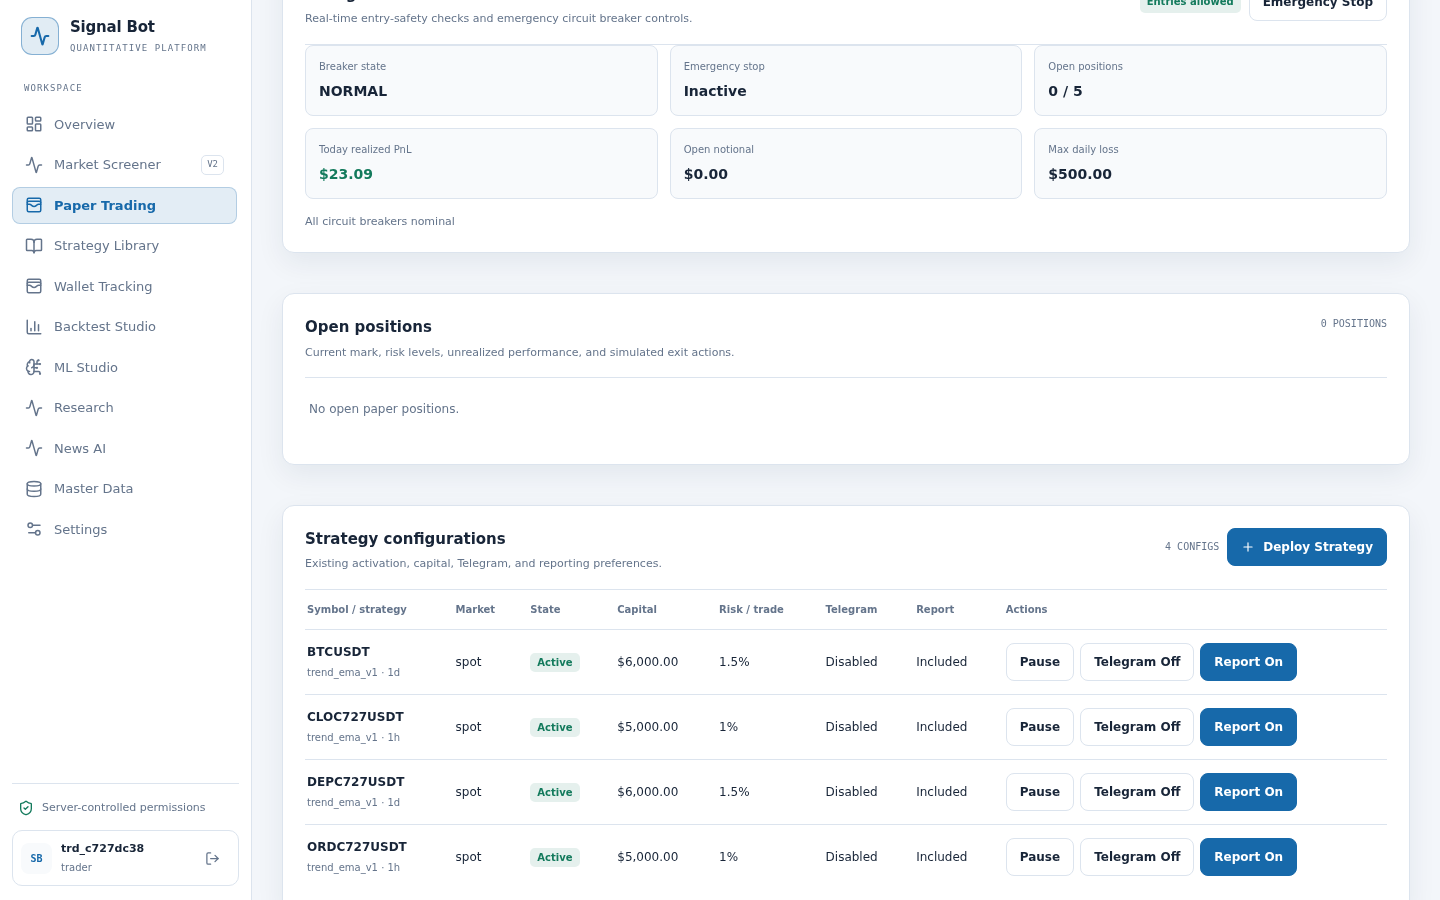 Signal Bot
QUANTITATIVE PLATFORM
WORKSPACE
Overview
Market Screener V2
Paper Trading
Strategy Library
Wallet Tracking
Backtest Studio
ML Studio
Research
News AI
Master Data
Settings
Server-controlled permissions
SB trd_c727dc38
trader
Real-time entry-safety checks and emergency circuit breaker controls.
Entries allowed Emergency Stop
Breaker state
NORMAL
Emergency stop
Inactive
Open positions
0 / 5
Today realized PnL
$23.09
Open notional
$0.00
Max daily loss
$500.00
All circuit breakers nominal
Open positions
0 POSITIONS
Current mark, risk levels, unrealized performance, and simulated exit actions.
No open paper positions.
Strategy configurations
4 CONFIGS Deploy Strategy
Existing activation, capital, Telegram, and reporting preferences.
Symbol / strategy Market State Capital Risk / trade Telegram Report Actions
BTCUSDT
trend_ema_v1 · 1d
spot Active $6,000.00 1.5% Disabled Included Pause Telegram Off Report On
CLOC727USDT
trend_ema_v1 · 1h
spot Active $5,000.00 1% Disabled Included Pause Telegram Off Report On
DEPC727USDT
trend_ema_v1 · 1d
spot Active $6,000.00 1.5% Disabled Included Pause Telegram Off Report On
ORDC727USDT
trend_ema_v1 · 1h
spot Active $5,000.00 1% Disabled Included Pause Telegram Off Report On